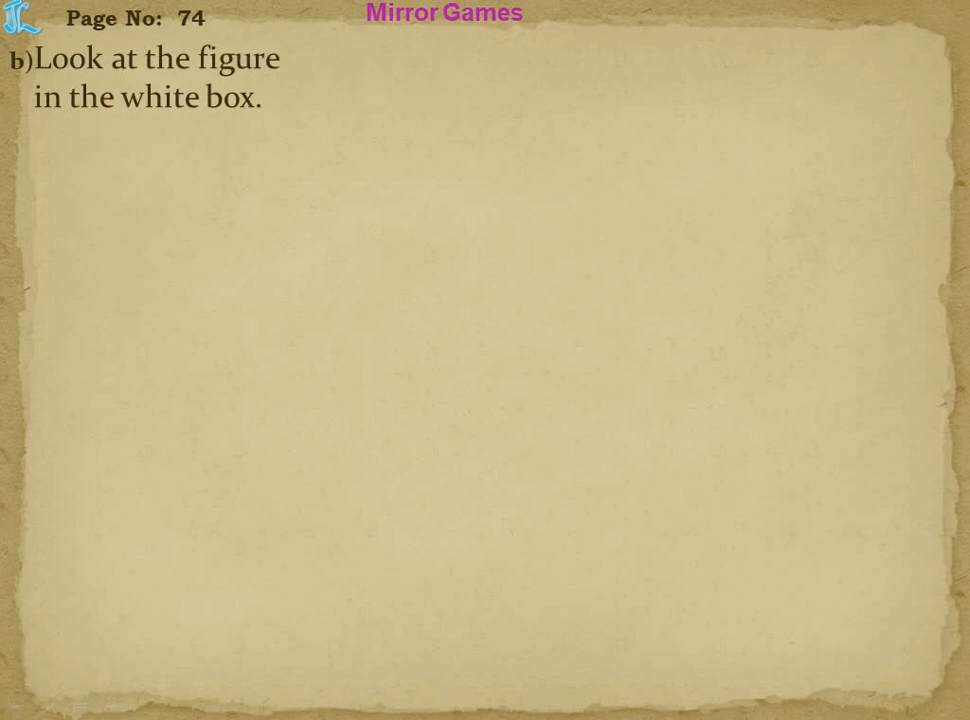 Page No: 74
Mirror Games
b)Look at the figure
in the white box.